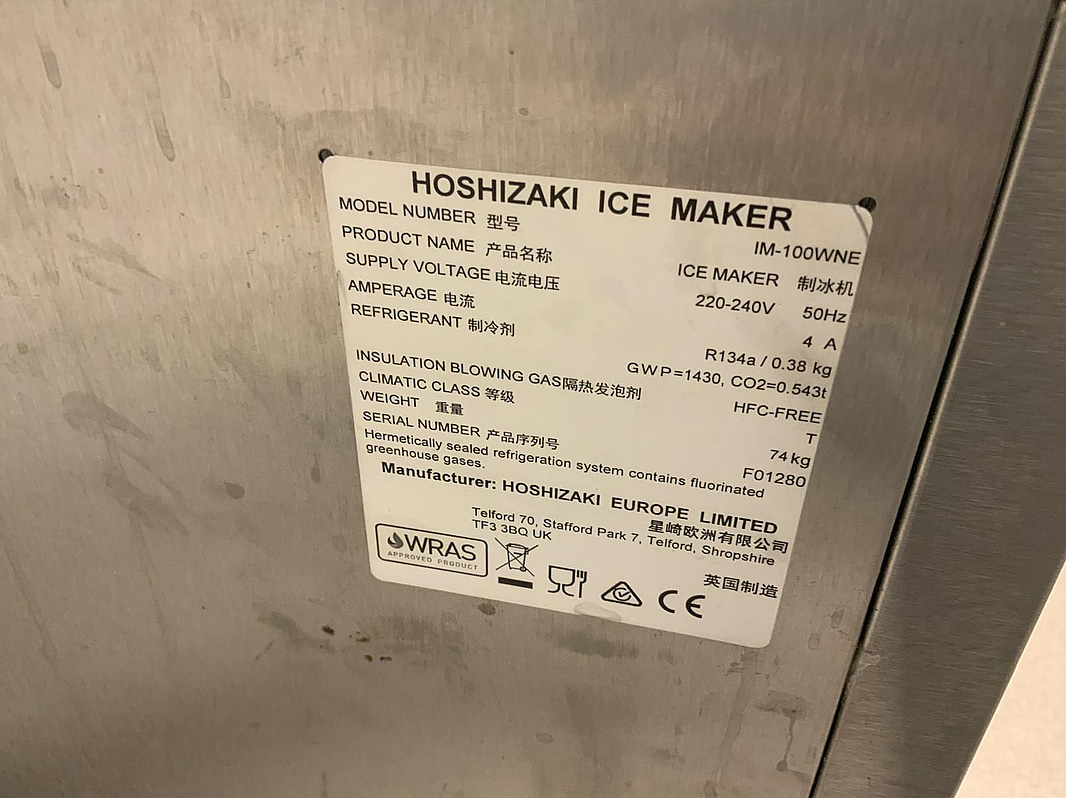 HOSHIZAKI ICE MAKER
MODEL NUMBER 型号 IM-100WNE
PRODUCT NAME 产品名称 ICE MAKER 制冰机
SUPPLY VOLTAGE 电流电压 220-240V 50Hz
AMPERAGE 电流 4 A
REFRIGERANT 制冷剂 R134a / 0.38 kg
GWP=1430, CO2=0.543t
INSULATION BLOWING GAS隔热发泡剂 HFC-FREE
CLIMATIC CLASS 等级 T
WEIGHT 重量 74 kg
SERIAL NUMBER 产品序列号 F01280
Hermetically sealed refrigeration system contains fluorinated
greenhouse gases.
Manufacturer: HOSHIZAKI EUROPE LIMITED
星崎欧洲有限公司
Telford 70, Stafford Park 7, Telford, Shropshire
TF3 3BQ UK
英国制造
WRAS
APPROVED PRODUCT
CE